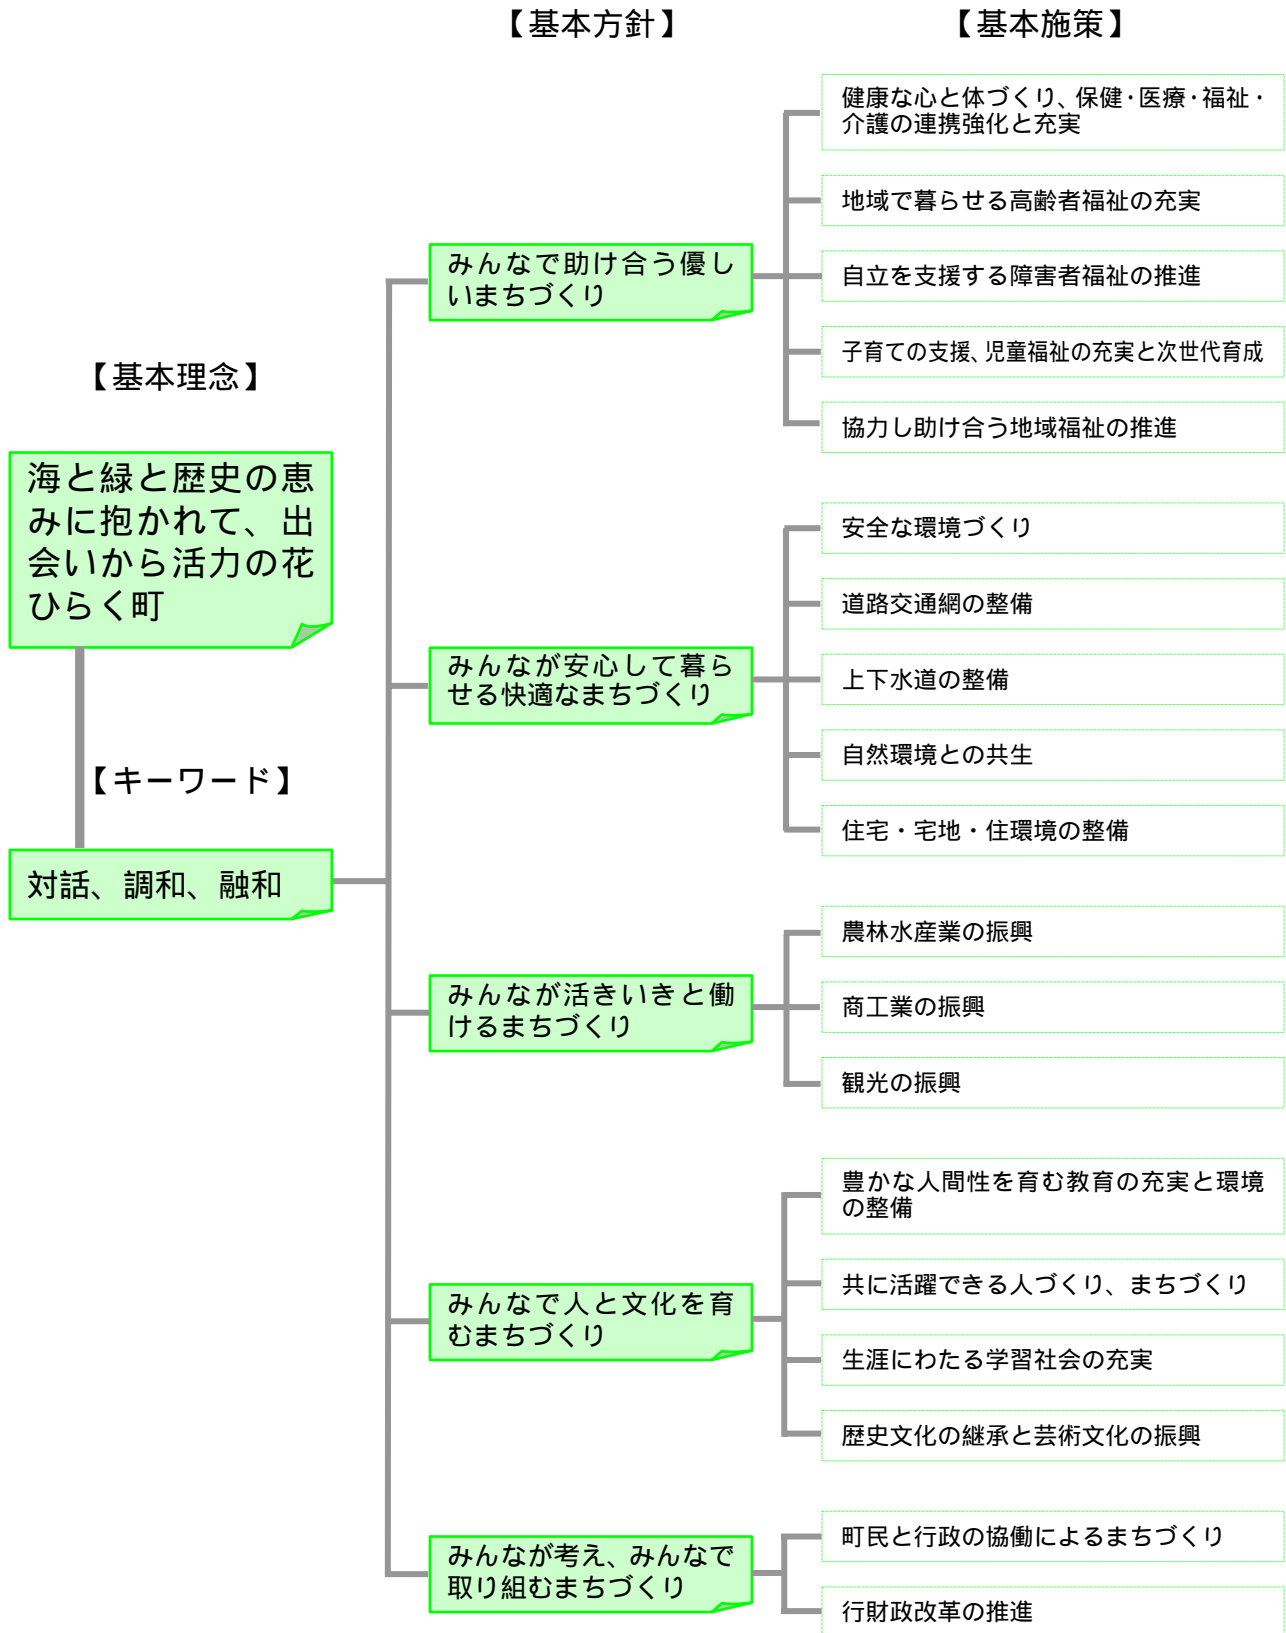 【基本方針】
【基本施策】
健康な心と体づくり、保健・医療・福祉・
介護の連携強化と充実
地域で暮らせる高齢者福祉の充実
みんなで助け合う優し
いまちづくり
自立を支援する障害者福祉の推進
子育ての支援、児童福祉の充実と次世代育成
協力し助け合う地域福祉の推進
【基本理念】
海と緑と歴史の恵
みに抱かれて、出
会いから活力の花
ひらく町
安全な環境づくり
道路交通網の整備
みんなが安心して暮ら
せる快適なまちづくり
上下水道の整備
自然環境との共生
住宅・宅地・住環境の整備
【キーワード】
対話、調和、融和
農林水産業の振興
みんなが活きいきと働
けるまちづくり
商工業の振興
観光の振興
豊かな人間性を育む教育の充実と環境
の整備
共に活躍できる人づくり、まちづくり
みんなで人と文化を育
むまちづくり
生涯にわたる学習社会の充実
歴史文化の継承と芸術文化の振興
町民と行政の協働によるまちづくり
みんなが考え、みんなで
取り組むまちづくり
行財政改革の推進